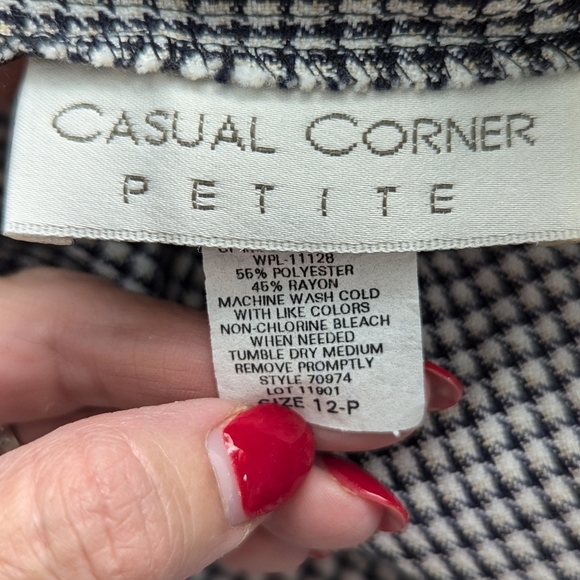 CASUAL CORNER
PETITE
WPL-11128
55% POLYESTER
45% RAYON
MACHINE WASH COLD
WITH LIKE COLORS
NON-CHLORINE BLEACH
WHEN NEEDED
TUMBLE DRY MEDIUM
REMOVE PROMPTLY
STYLE 70974
LOT 11901
SIZE 12-P